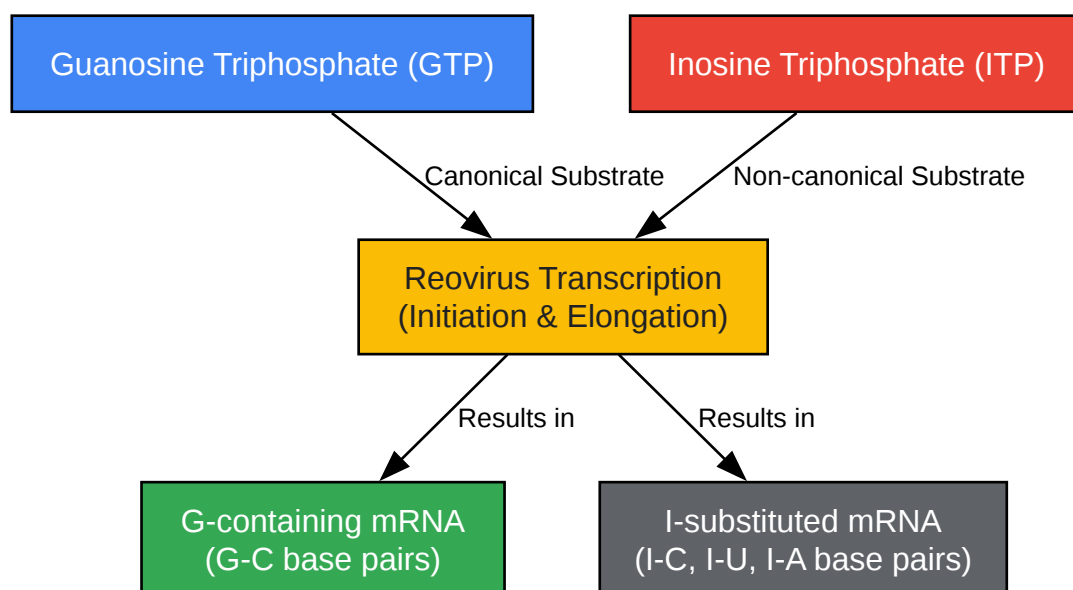 Guanosine Triphosphate (GTP)
Inosine Triphosphate (ITP)
Canonical Substrate
Non-canonical Substrate
Reovirus Transcription
(Initiation & Elongation)
Results in
Results in
G-containing mRNA
(G-C base pairs)
I-substituted mRNA
(I-C, I-U, I-A base pairs)